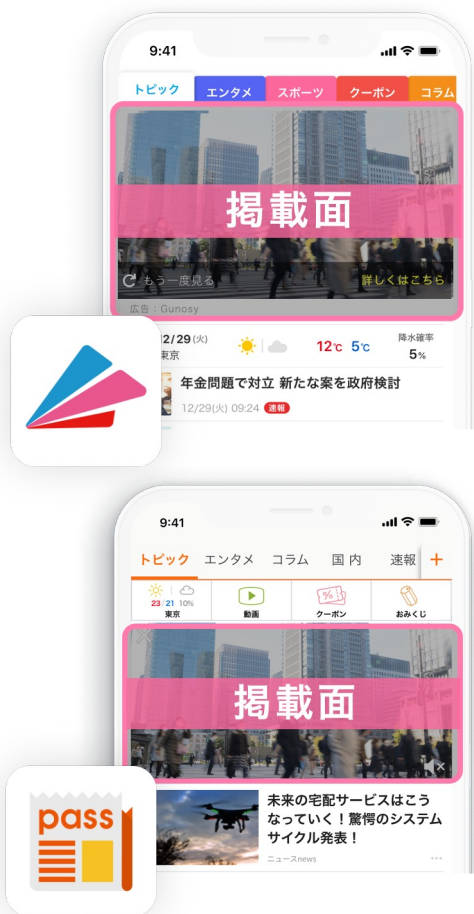 9:41
トピック エンタメ スポーツ クーポン コラム
掲載面
もう一度見る 詳しくはこちら
広告：Gunosy
2/29(火) 12℃ 5℃ 降水確率
東京 5%
年金問題で対立 新たな案を政府検討
12/29(火) 09:24 速報
9:41
トピック エンタメ コラム 国内 速報 +
23/21 10%
東京 動画 クーポン おみくじ
掲載面
未来の宅配サービスはこう
なっていく！驚愕のシステム
サイクル発表！
ニュースnews
pass